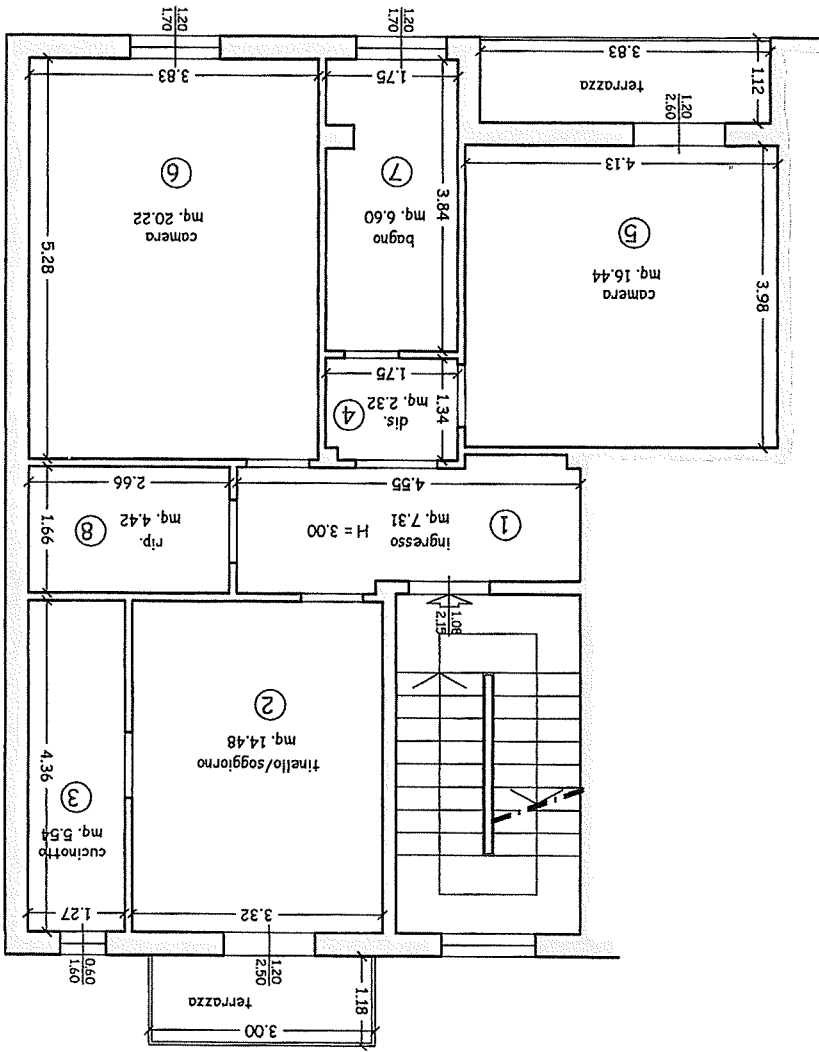 3.00
1.18
terrazza
1.20
2.50
0.60
1.60
3.32
1.27
cucinotto
mq. 5.54
3
tinello/soggiorno
mq. 14.48
2
4.36
1.08
2.15
ingresso
mq. 7.31
H = 3.00
1
4.55
rip.
mq. 4.42
8
1.66
2.66
dis.
mq. 2.32
4
1.34
1.75
camera
mq. 16.44
5
3.98
4.13
bagno
mq. 6.60
7
3.84
1.75
camera
mq. 20.22
6
5.28
3.83
1.20
2.60
terrazza
1.12
3.83
1.20
1.70
1.20
1.70